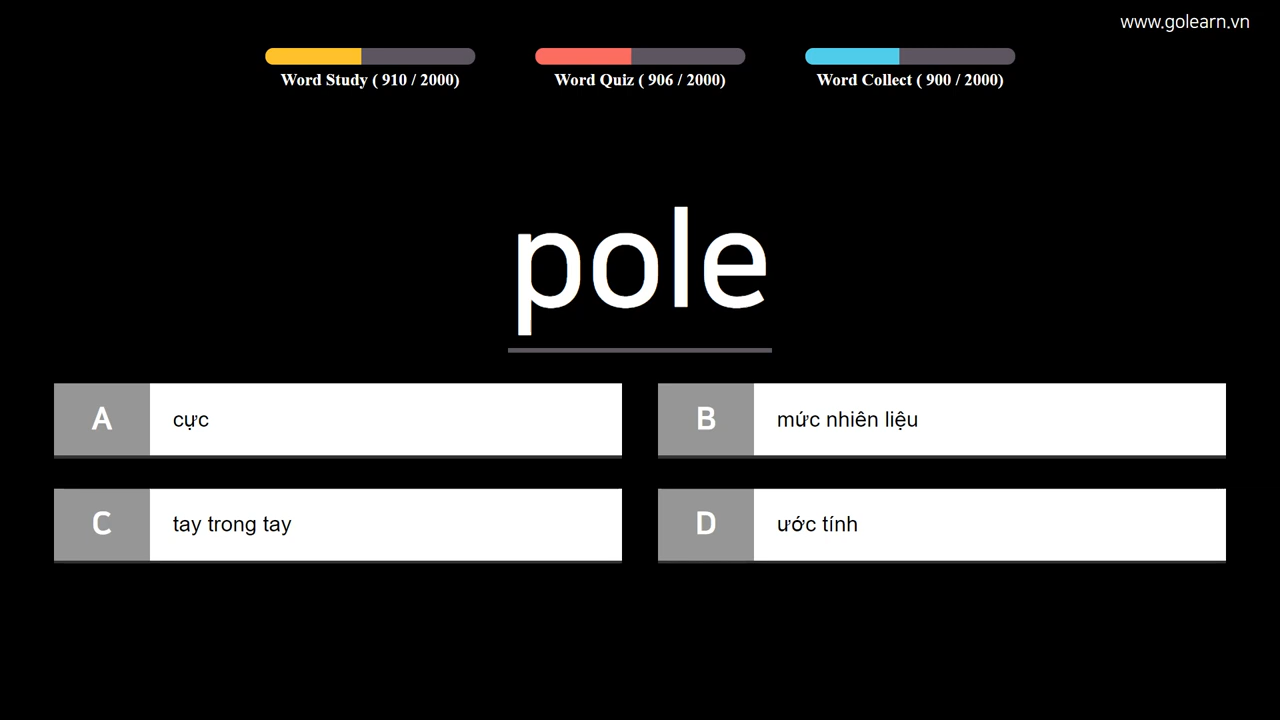 www.golearn.vn
Word Study ( 910 / 2000)
Word Quiz ( 906 / 2000)
Word Collect ( 900 / 2000)
pole
A cực
B mức nhiên liệu
C tay trong tay
D ước tính